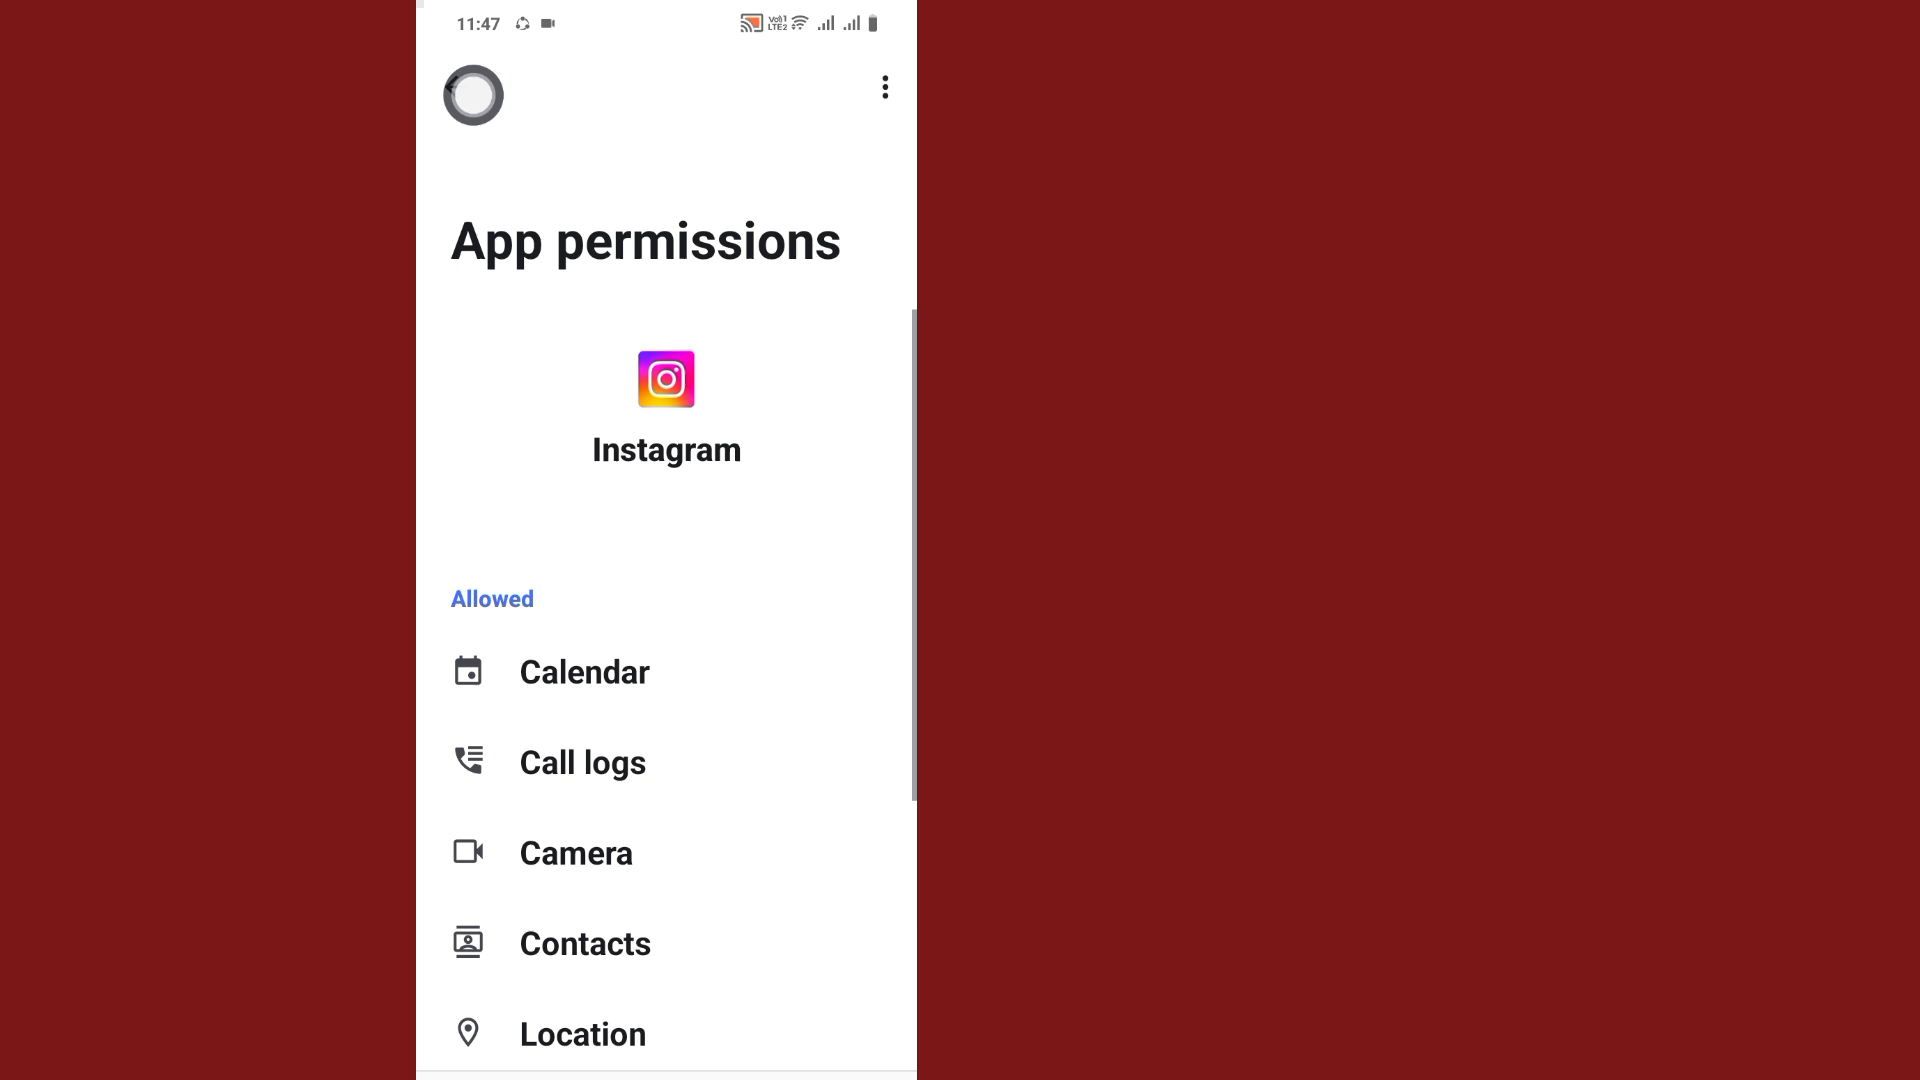 11:47
App permissions
Instagram
Allowed
Calendar
Call logs
Camera
Contacts
Location